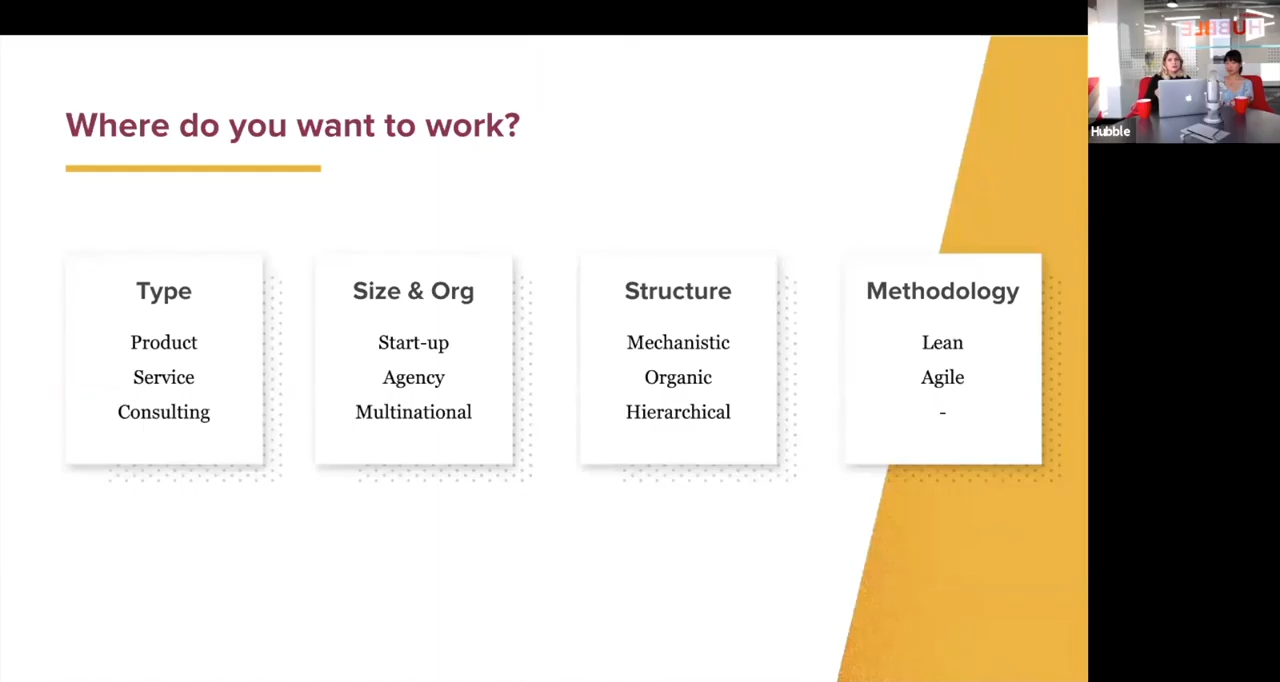 Where do you want to work?
Type
Product
Service
Consulting
Size & Org
Start-up
Agency
Multinational
Structure
Mechanistic
Organic
Hierarchical
Methodology
Lean
Agile
-
HUBBLE
Hubble